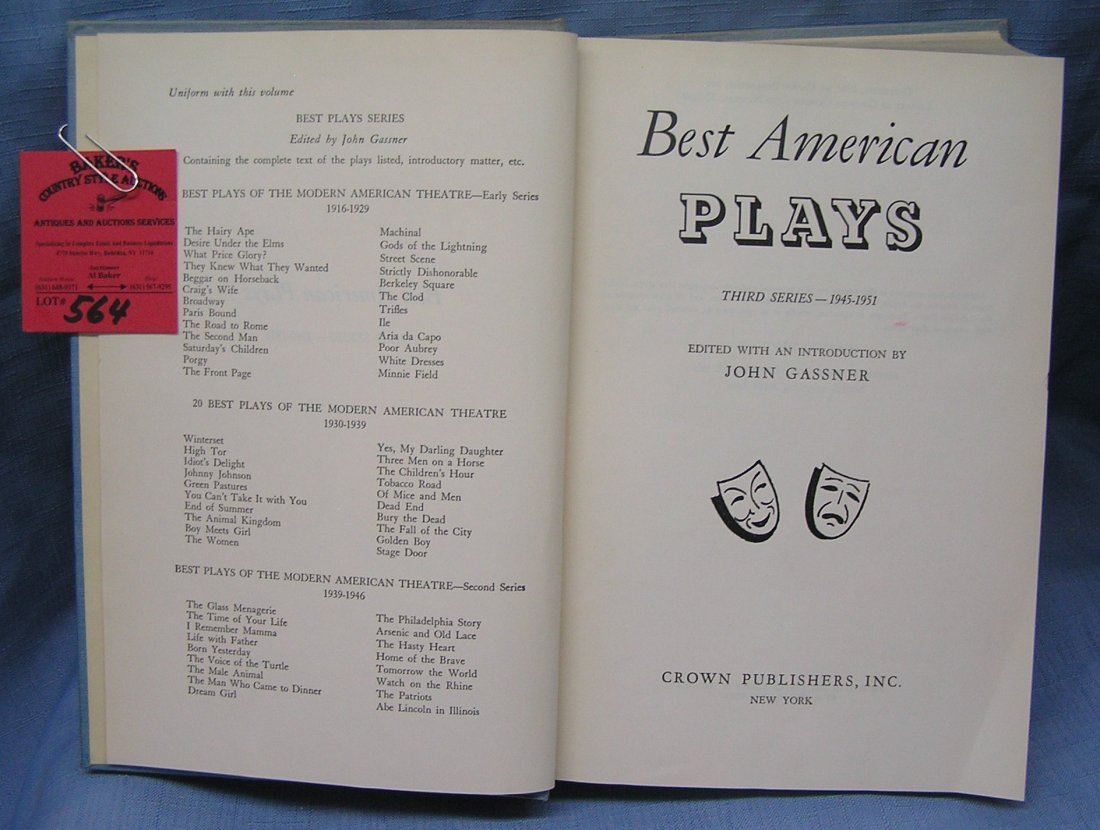 BAKER'S
COUNTRY STYLE AUCTIONS
ANTIQUES AND AUCTIONS SERVICES
Specializing in Complete Estate And Business Liquidations
Auctioneer
Al Baker
LOT# 564
Uniform with this volume
BEST PLAYS SERIES
Edited by John Gassner
Containing the complete text of the plays listed, introductory matter, etc.
BEST PLAYS OF THE MODERN AMERICAN THEATRE—Early Series
1916-1929
The Hairy Ape
Desire Under the Elms
What Price Glory?
They Knew What They Wanted
Beggar on Horseback
Craig's Wife
Broadway
Paris Bound
The Road to Rome
The Second Man
Saturday's Children
Porgy
The Front Page
Machinal
Gods of the Lightning
Street Scene
Strictly Dishonorable
Berkeley Square
The Clod
Trifles
Ile
Aria da Capo
Poor Aubrey
White Dresses
Minnie Field
20 BEST PLAYS OF THE MODERN AMERICAN THEATRE
1930-1939
Winterset
High Tor
Idiot's Delight
Johnny Johnson
Green Pastures
You Can't Take It with You
End of Summer
The Animal Kingdom
Boy Meets Girl
The Women
Yes, My Darling Daughter
Three Men on a Horse
The Children's Hour
Tobacco Road
Of Mice and Men
Dead End
Bury the Dead
The Fall of the City
Golden Boy
Stage Door
BEST PLAYS OF THE MODERN AMERICAN THEATRE—Second Series
1939-1946
The Glass Menagerie
The Time of Your Life
I Remember Mamma
Life with Father
Born Yesterday
The Voice of the Turtle
The Male Animal
The Man Who Came to Dinner
Dream Girl
The Philadelphia Story
Arsenic and Old Lace
The Hasty Heart
Home of the Brave
Tomorrow the World
Watch on the Rhine
The Patriots
Abe Lincoln in Illinois
Best American
PLAYS
THIRD SERIES — 1945-1951
EDITED WITH AN INTRODUCTION BY
JOHN GASSNER
CROWN PUBLISHERS, INC.
NEW YORK